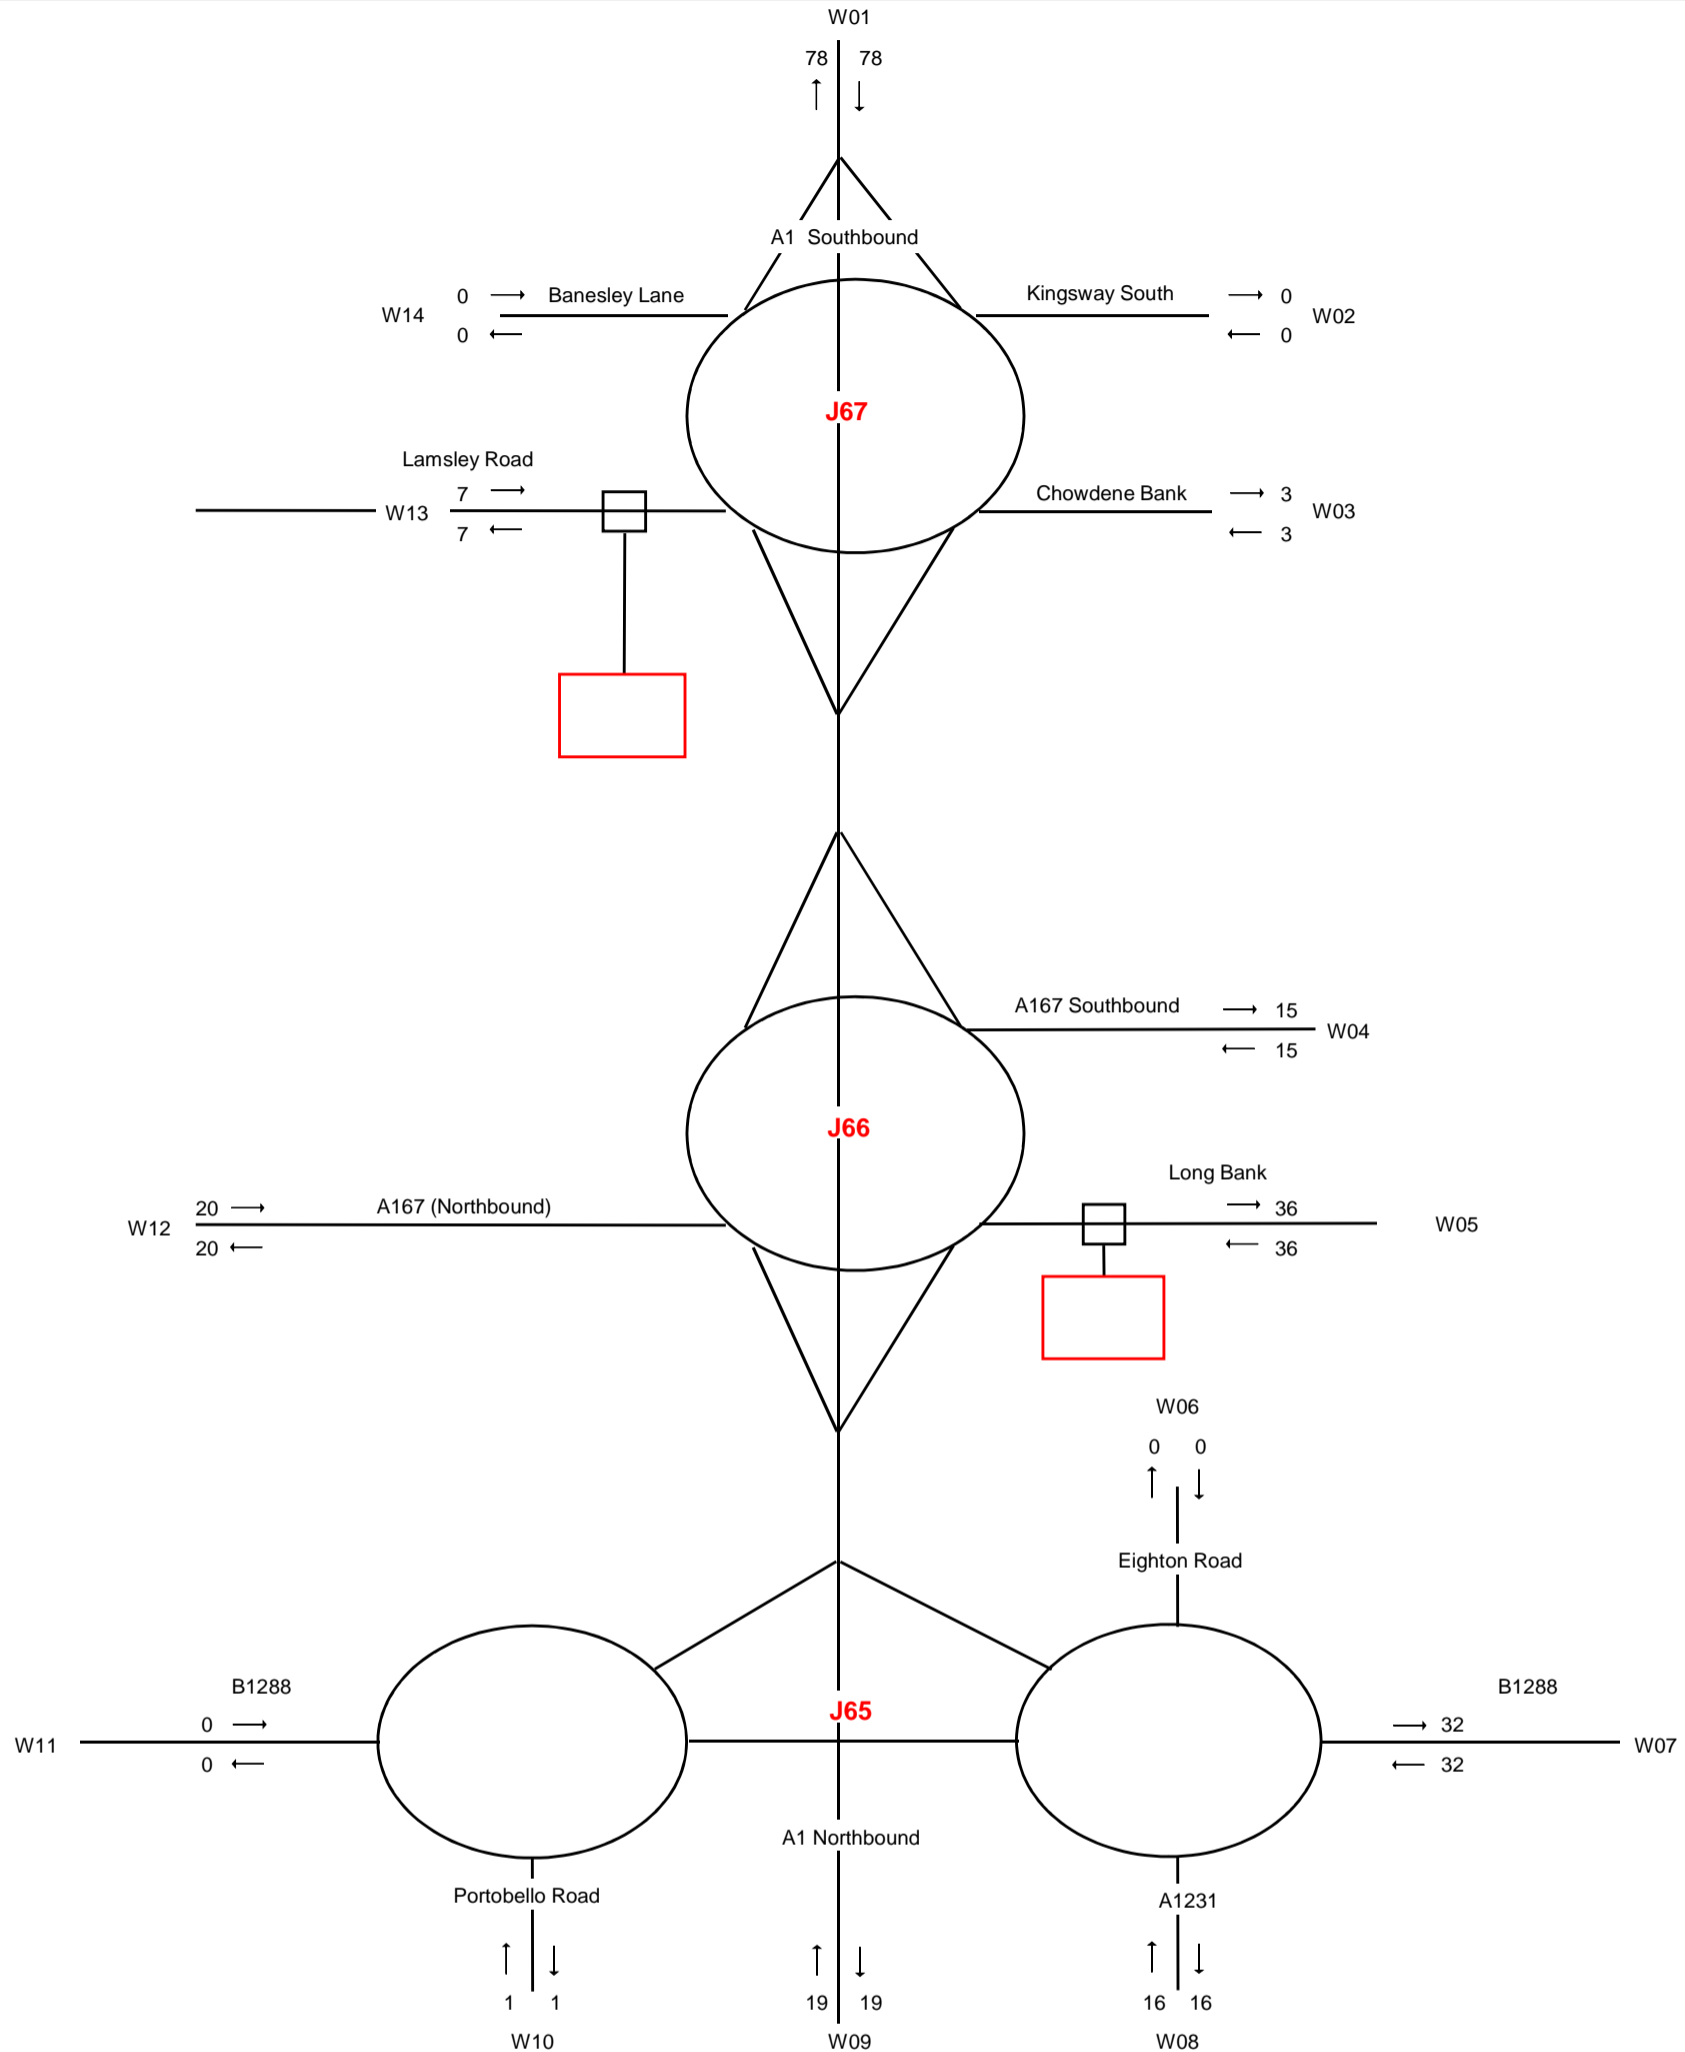 W01
78 78
A1 Southbound
0 Banesley Lane
W14
0
Kingsway South 0
W02
0
J67
Lamsley Road
7
W13
7
Chowdene Bank 3
W03
3
A167 Southbound 15
W04
15
J66
Long Bank
36
W05
36
20 A167 (Northbound)
W12
20
W06
0 0
Eighton Road
B1288
0
W11
0
J65
B1288
32
W07
32
A1 Northbound
Portobello Road
A1231
1 1
W10
19 19
W09
16 16
W08